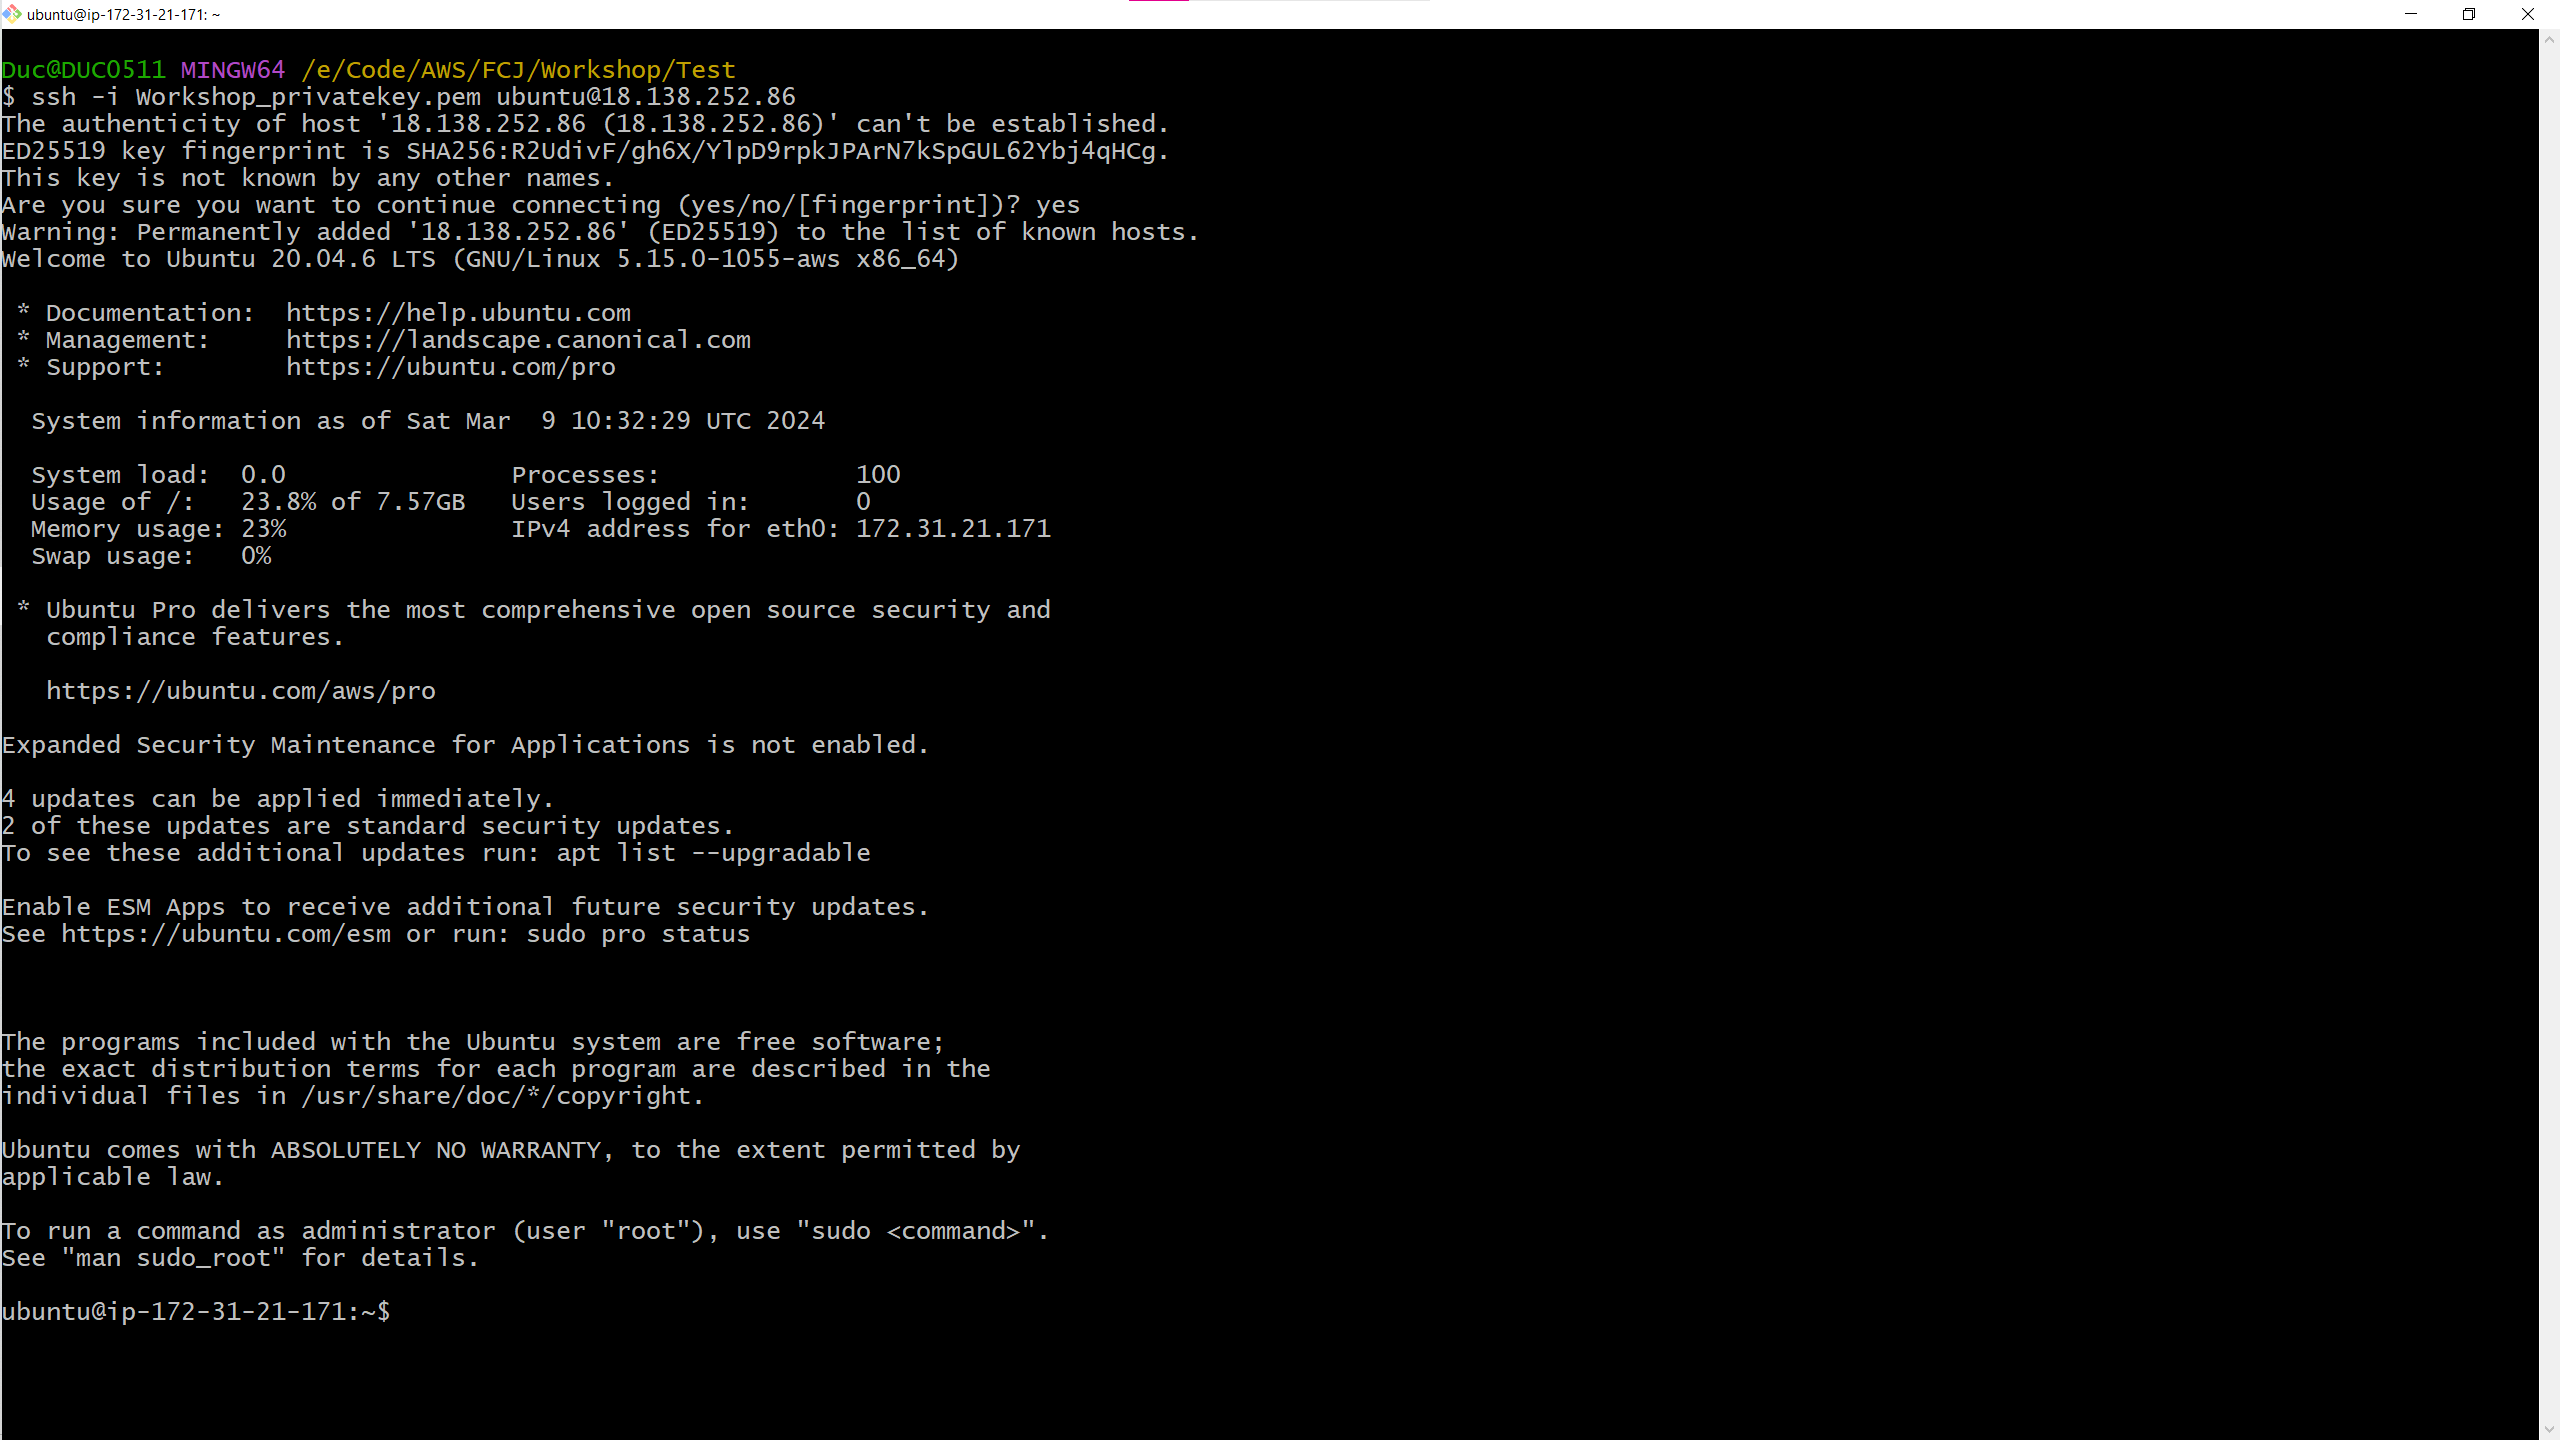 ubuntu@ip-172-31-21-171: ~
Duc@DUC0511 MINGW64 /e/Code/AWS/FCJ/Workshop/Test
$ ssh -i Workshop_privatekey.pem ubuntu@18.138.252.86
The authenticity of host '18.138.252.86 (18.138.252.86)' can't be established.
ED25519 key fingerprint is SHA256:R2UdivF/gh6X/YlpD9rpkJPArN7kSpGUL62Ybj4qHCg.
This key is not known by any other names.
Are you sure you want to continue connecting (yes/no/[fingerprint])? yes
Warning: Permanently added '18.138.252.86' (ED25519) to the list of known hosts.
Welcome to Ubuntu 20.04.6 LTS (GNU/Linux 5.15.0-1055-aws x86_64)
* Documentation:  https://help.ubuntu.com
* Management:     https://landscape.canonical.com
* Support:        https://ubuntu.com/pro
System information as of Sat Mar  9 10:32:29 UTC 2024
System load:  0.0               Processes:             100
Usage of /:   23.8% of 7.57GB   Users logged in:       0
Memory usage: 23%               IPv4 address for eth0: 172.31.21.171
Swap usage:   0%
* Ubuntu Pro delivers the most comprehensive open source security and
compliance features.
https://ubuntu.com/aws/pro
Expanded Security Maintenance for Applications is not enabled.
4 updates can be applied immediately.
2 of these updates are standard security updates.
To see these additional updates run: apt list --upgradable
Enable ESM Apps to receive additional future security updates.
See https://ubuntu.com/esm or run: sudo pro status
The programs included with the Ubuntu system are free software;
the exact distribution terms for each program are described in the
individual files in /usr/share/doc/*/copyright.
Ubuntu comes with ABSOLUTELY NO WARRANTY, to the extent permitted by
applicable law.
To run a command as administrator (user "root"), use "sudo <command>".
See "man sudo_root" for details.
ubuntu@ip-172-31-21-171:~$